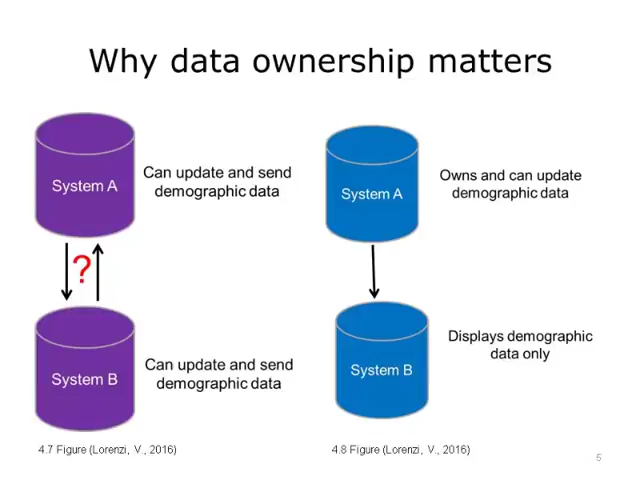 Why data ownership matters
System A
Can update and send
demographic data
?
System B
Can update and send
demographic data
4.7 Figure (Lorenzi, V., 2016)
System A
Owns and can update
demographic data
System B
Displays demographic
data only
4.8 Figure (Lorenzi, V., 2016)
5